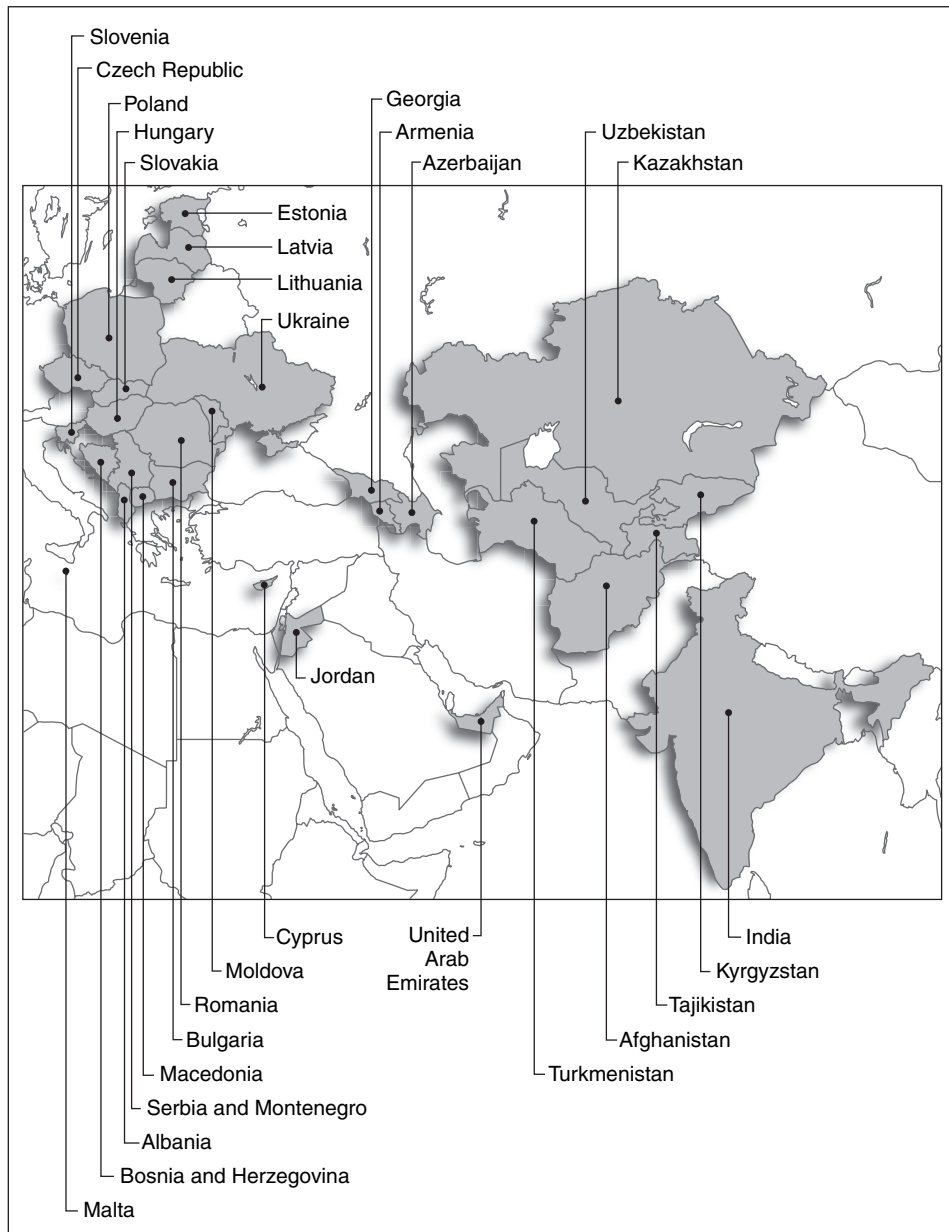 Slovenia
Czech Republic
Poland
Hungary
Slovakia
Georgia
Armenia
Azerbaijan
Uzbekistan
Kazakhstan
Estonia
Latvia
Lithuania
Ukraine
Jordan
Cyprus
Moldova
Romania
Bulgaria
Macedonia
Serbia and Montenegro
Albania
Bosnia and Herzegovina
Malta
United
Arab
Emirates
India
Kyrgyzstan
Tajikistan
Afghanistan
Turkmenistan